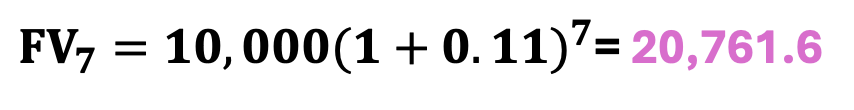 FV₇ = 10,000(1 + 0.11)⁷= 20,761.6